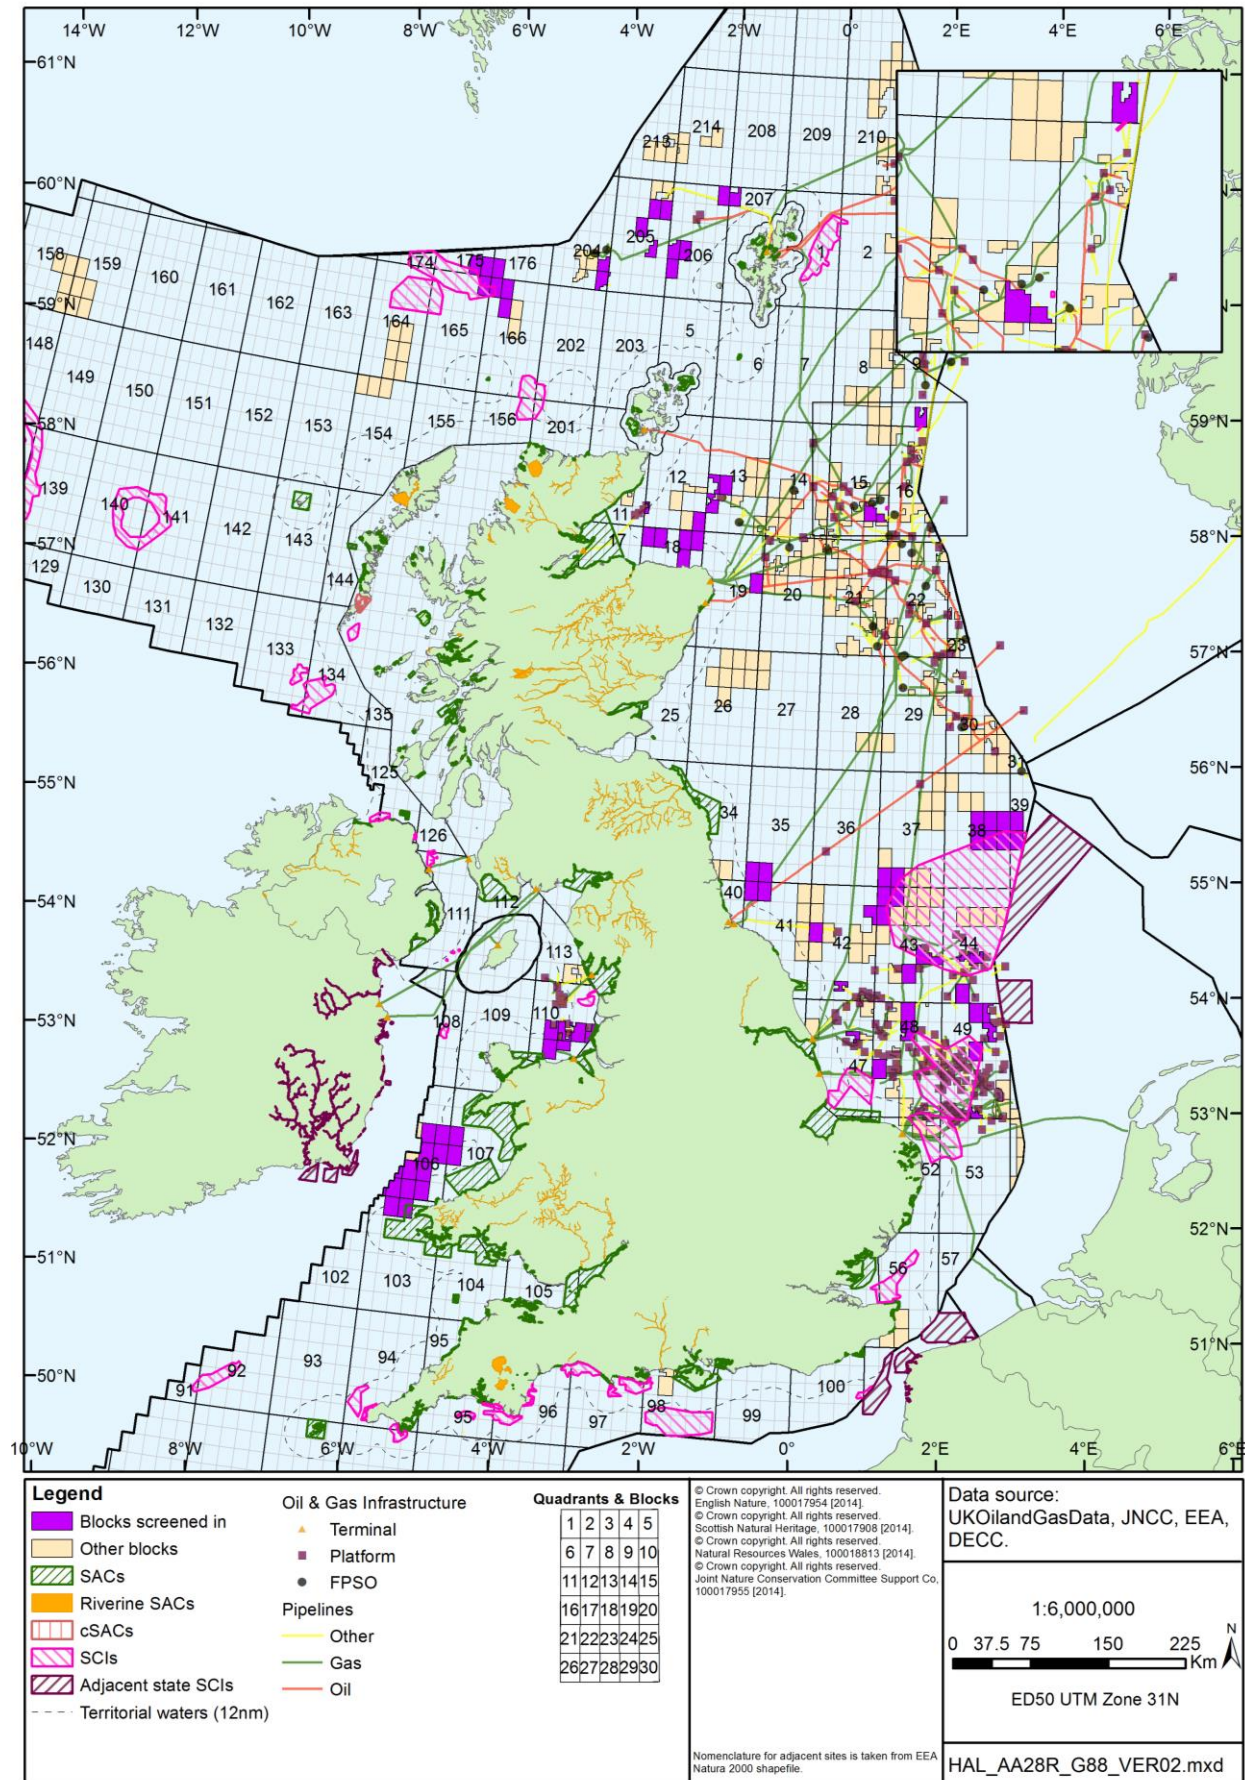 14°W 12°W 10°W 8°W 6°W 4°W 2°W 0° 2°E 4°E 6°E
61°N
60°N
59°N
58°N
57°N
56°N
55°N
54°N
53°N
52°N
51°N
50°N
59°N
58°N
57°N
56°N
55°N
54°N
53°N
52°N
51°N
10°W 8°W 6°W 4°W 2°W 0° 2°E 4°E 6°E
213 214 208 209 210
207
204 205 206 1 2
158 159 160 161 162 163 164 165 166 174 175 176
202 203 5 6 7 8 9
148 149 150 151 152 153 154 155 156 201
139 140 141 142 143 144
11 12 13 14 15 16
17 18 19 20 21 22 23
129 130 131 132 133 134 135
25 26 27 28 29 30 31
125 126
34 35 36 37 38 39
40 41 42 43 44
111 112 113
108 109 110
47 48 49
106 107
52 53
56 57
102 103 104 105
91 92 93 94 95
95 96 97 98 99 100
Legend
Blocks screened in
Other blocks
SACs
Riverine SACs
cSACs
SCIs
Adjacent state SCIs
Territorial waters (12nm)
Oil & Gas Infrastructure
Terminal
Platform
FPSO
Pipelines
Other
Gas
Oil
Quadrants & Blocks
1 2 3 4 5
6 7 8 9 10
11 12 13 14 15
16 17 18 19 20
21 22 23 24 25
26 27 28 29 30
© Crown copyright. All rights reserved.
English Nature, 100017954 [2014].
© Crown copyright. All rights reserved.
Scottish Natural Heritage, 100017908 [2014].
© Crown copyright. All rights reserved.
Natural Resources Wales, 100018813 [2014].
© Crown copyright. All rights reserved.
Joint Nature Conservation Committee Support Co,
100017955 [2014].
Nomenclature for adjacent sites is taken from EEA
Natura 2000 shapefile.
Data source:
UKOilandGasData, JNCC, EEA,
DECC.
1:6,000,000
N
0 37.5 75 150 225
Km
ED50 UTM Zone 31N
HAL_AA28R_G88_VER02.mxd